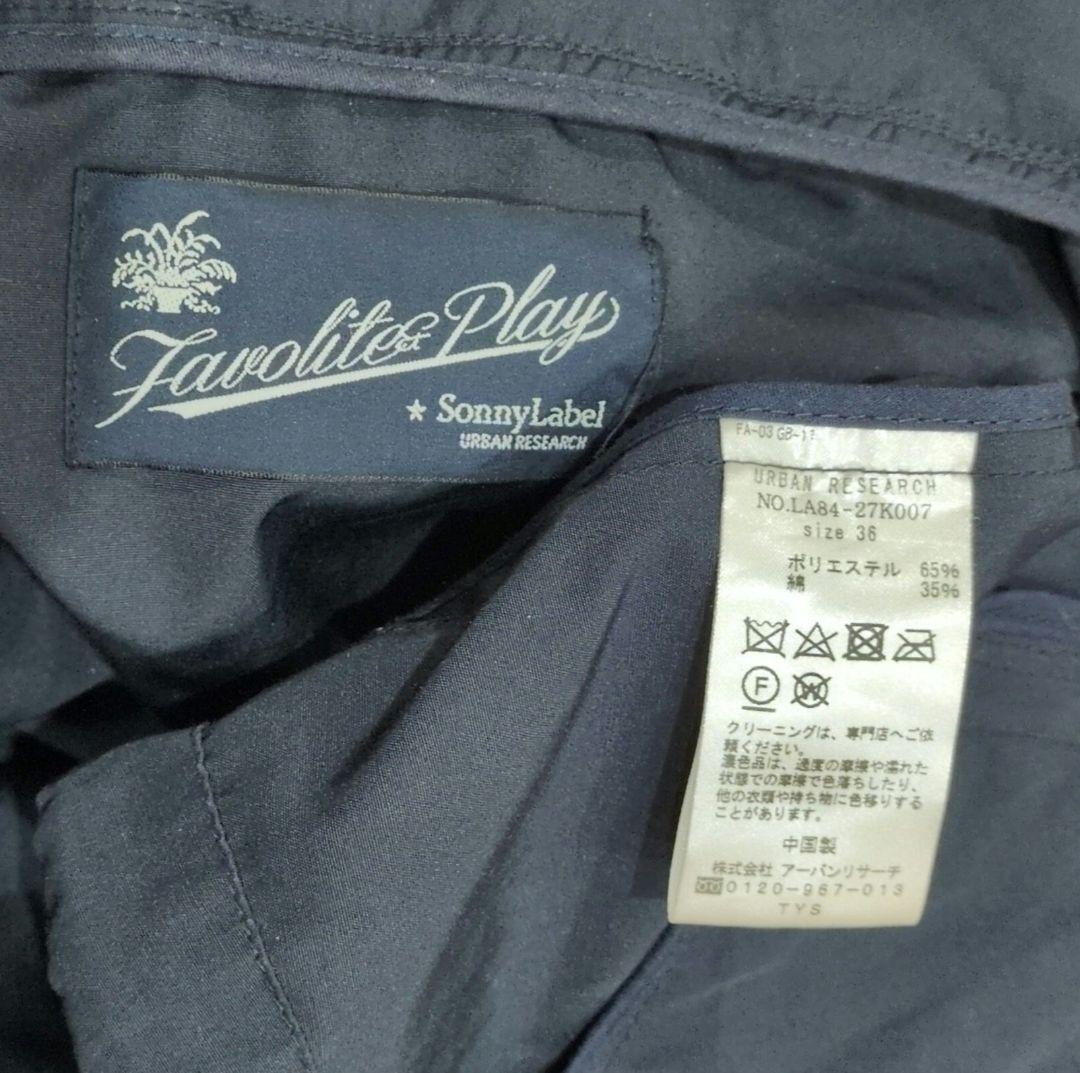 Favolite & Play
★ SonnyLabel
URBAN RESEARCH
FA-03 GB-1
URBAN RESEARCH
NO.LA84-27K007
size 36
ポリエステル 65%
綿 35%
F W
クリーニングは、専門店へご依
頼ください。
濃色品は、過度の摩擦や濡れた
状態での摩擦で色落ちしたり、
他の衣類や持ち物に色移りする
ことがあります。
中国製
株式会社 アーバンリサーチ
0120-967-013
TYS